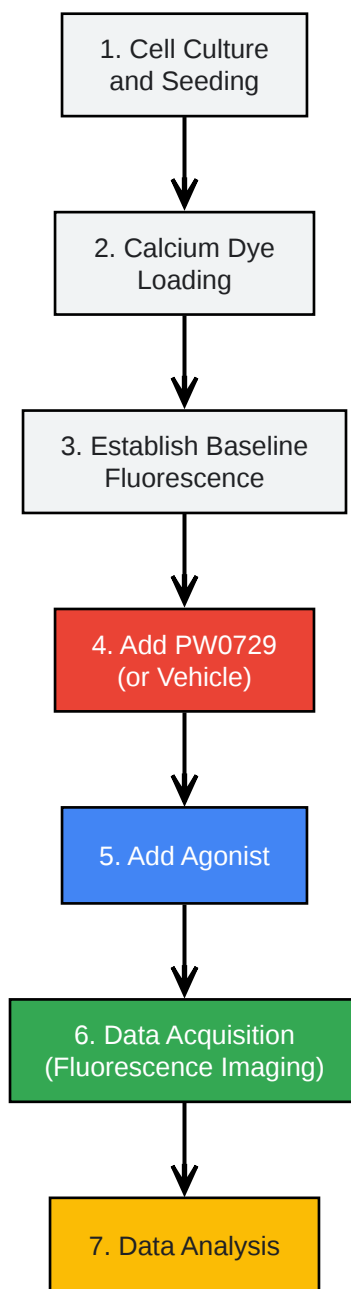 1. Cell Culture
and Seeding
2. Calcium Dye
Loading
3. Establish Baseline
Fluorescence
4. Add PW0729
(or Vehicle)
5. Add Agonist
6. Data Acquisition
(Fluorescence Imaging)
7. Data Analysis